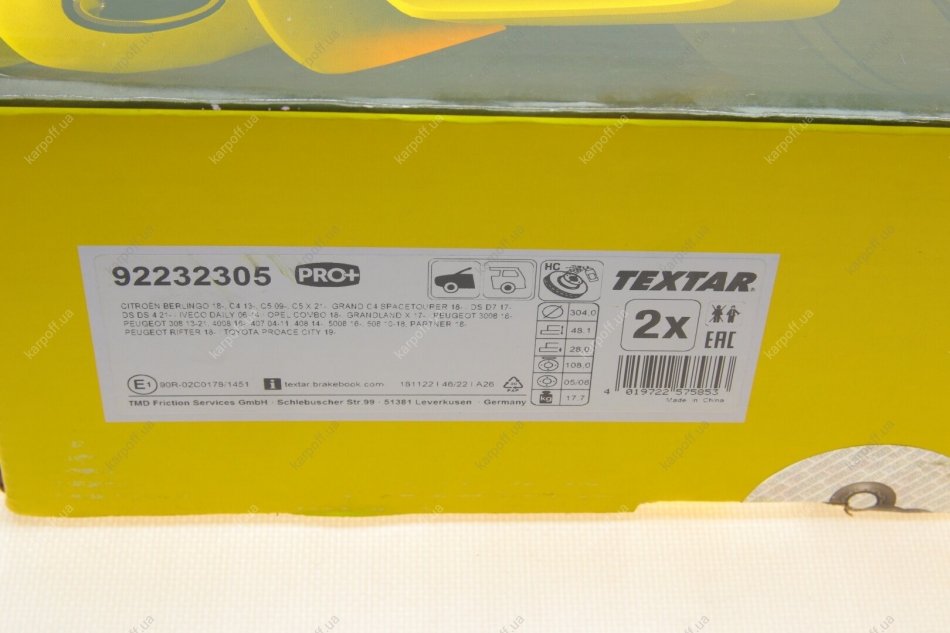 92232305 PRO+
HC
TEXTAR
CITROËN BERLINGO 18-, C4 13-, C5 09-, C5 X 21- · GRAND C4 SPACETOURER 18- · DS D7 17-
DS DS 4 21- · IVECO DAILY 06-14 · OPEL COMBO 18- GRANDLAND X 17- · PEUGEOT 3008 16-
PEUGEOT 308 13-21, 4008 16-, 407 04-11, 408 14-, 5008 16-, 508 10-18, PARTNER 18-
PEUGEOT RIFTER 18- · TOYOTA PROACE CITY 19-
304.0
48.1
28.0
108.0
05/08
kg 17.7
2x
EAC
E1 90R-02C0178/1451
i textar brakebook.com
181122 | 46/22 | A26
20
PAP
TMD Friction Services GmbH · Schlebuscher Str.99 · 51381 Leverkusen · Germany
4 019722 575853
Made in China
karpoff.ua